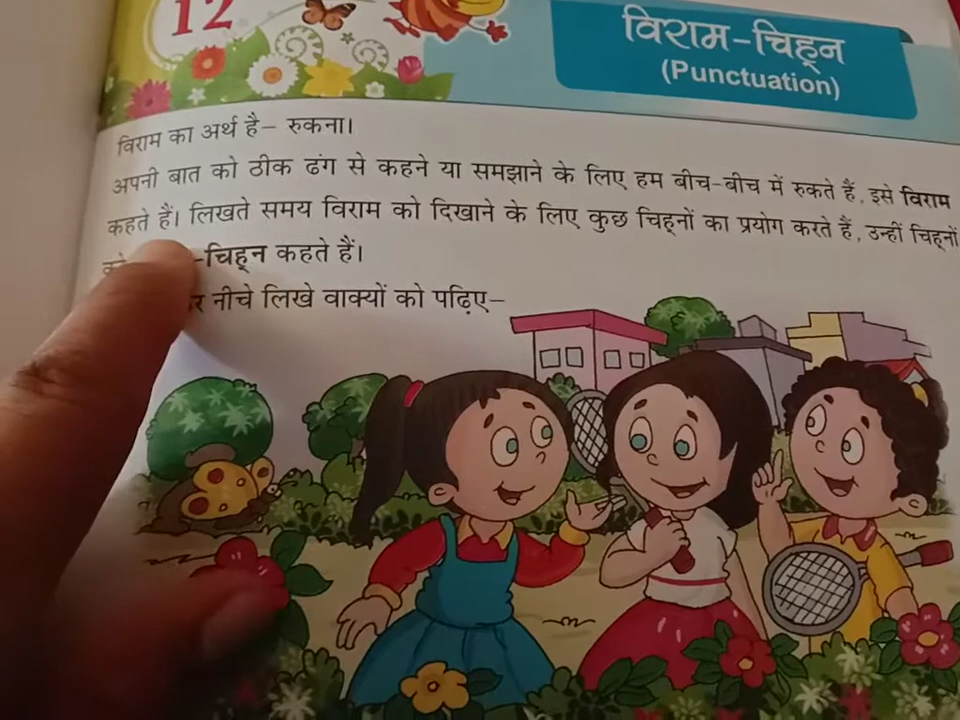 12
विराम-चिह्न
(Punctuation)
विराम का अर्थ है– रुकना।
अपनी बात को ठीक ढंग से कहने या समझाने के लिए हम बीच-बीच में रुकते हैं, इसे विराम
कहते हैं। लिखते समय विराम को दिखाने के लिए कुछ चिह्नों का प्रयोग करते हैं, उन्हीं चिह्नों
-चिह्न कहते हैं।
नीचे लिखे वाक्यों को पढ़िए–